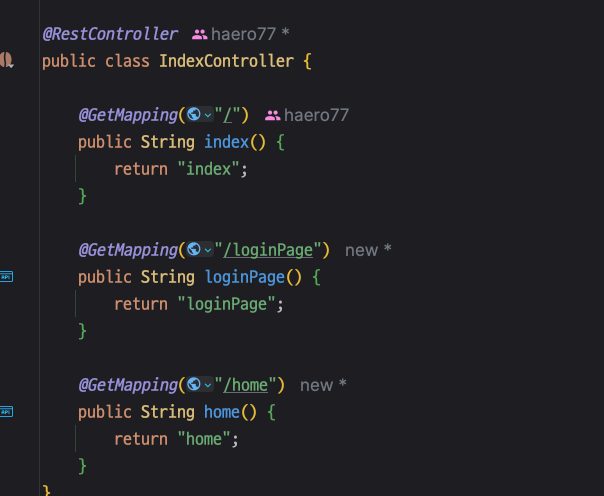 @RestController haero77 *
public class IndexController {
@GetMapping("/") haero77
public String index() {
return "index";
}
@GetMapping("/loginPage") new *
public String loginPage() {
return "loginPage";
}
@GetMapping("/home") new *
public String home() {
return "home";
}
}